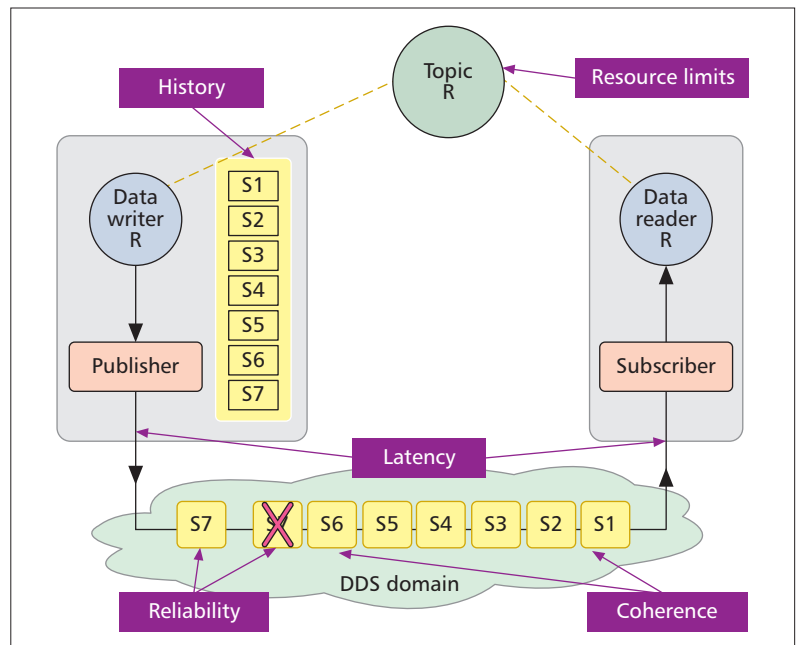 Topic
R
Resource limits
History
Data
writer
R
S1
S2
S3
S4
S5
S6
S7
Data
reader
R
Publisher
Subscriber
Latency
S7
S6
S5
S4
S3
S2
S1
DDS domain
Reliability
Coherence